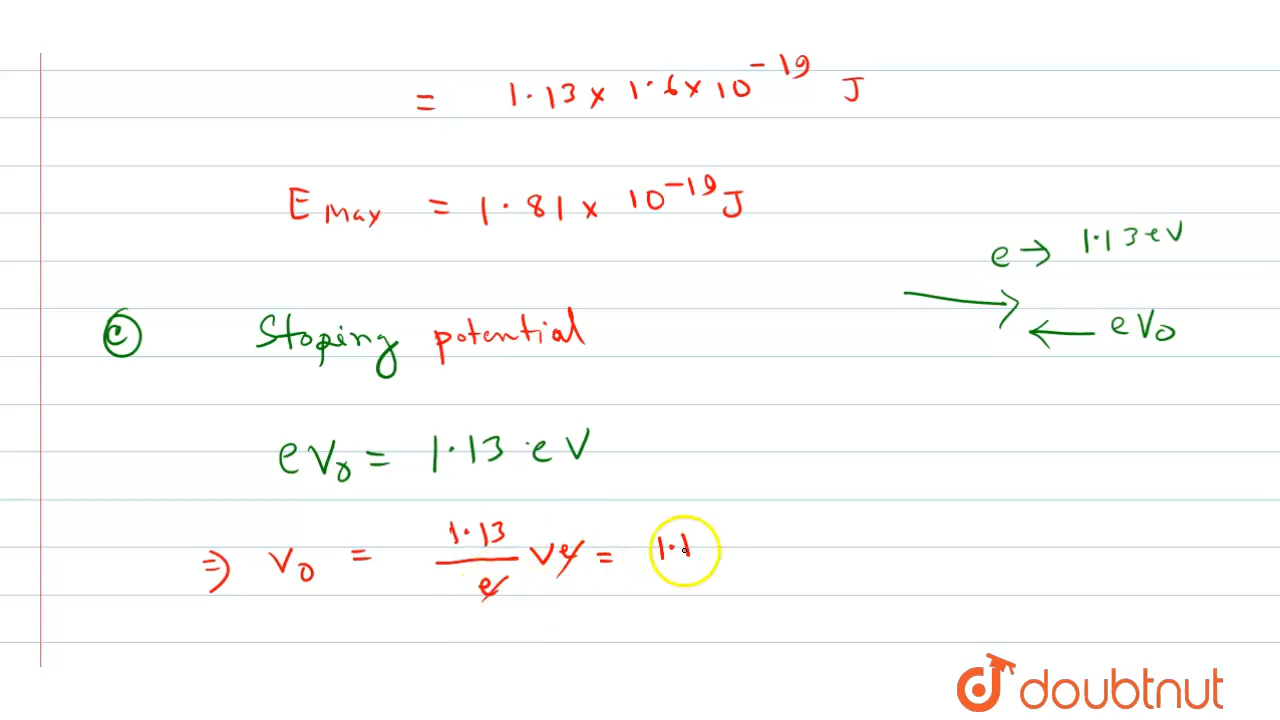 = 1.13 × 1.6 × 10⁻¹⁹ J
E max = 1.81 × 10⁻¹⁹ J
e → 1.13 eV
← eV₀
(c) Stoping potential
eV₀ = 1.13 eV
⇒ V₀ = 1.13/e Ve = 1.1
doubtnut